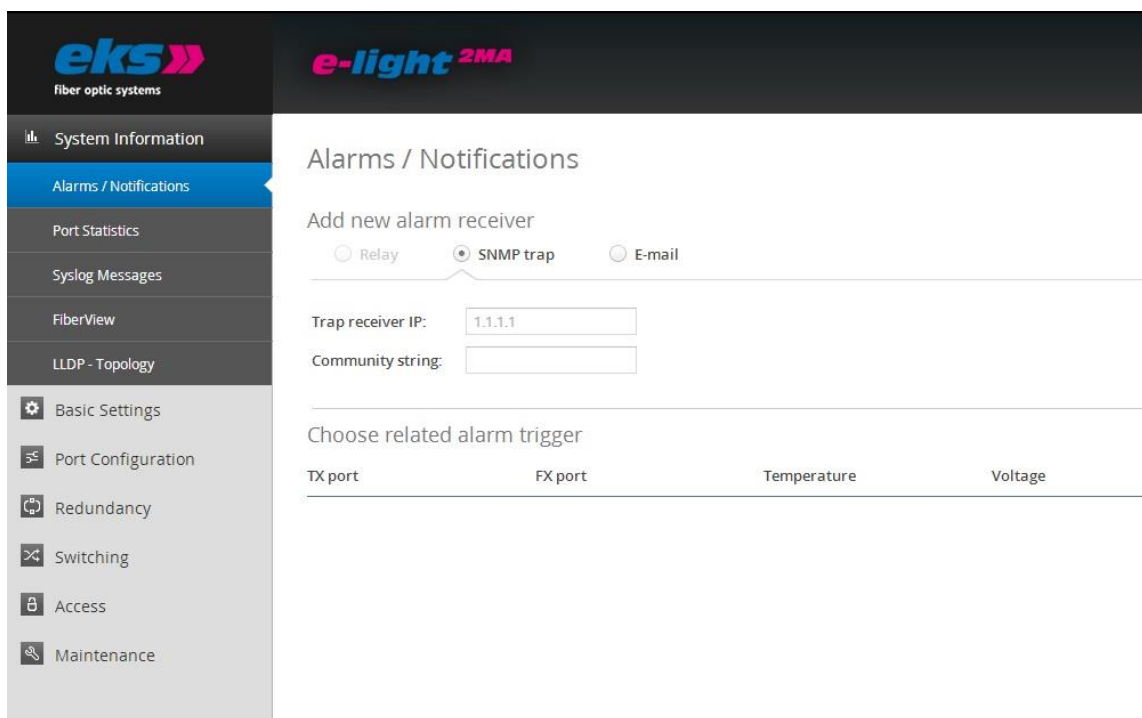 eks
fiber optic systems
e-light 2MA
System Information
Alarms / Notifications
Port Statistics
Syslog Messages
FiberView
LLDP - Topology
Basic Settings
Port Configuration
Redundancy
Switching
Access
Maintenance
Alarms / Notifications
Add new alarm receiver
Relay SNMP trap E-mail
Trap receiver IP: 1.1.1.1
Community string:
Choose related alarm trigger
TX port FX port Temperature Voltage